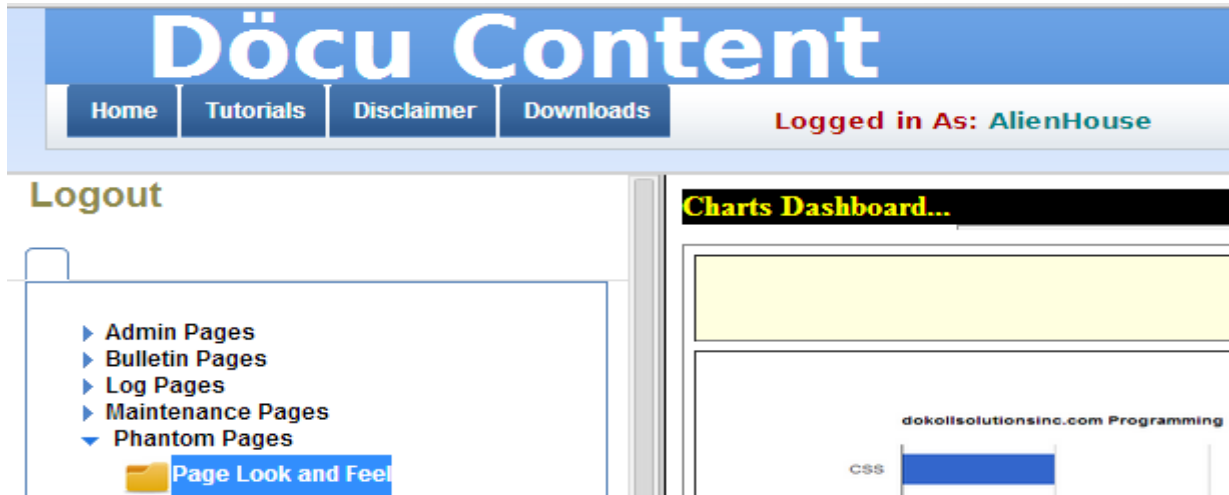 Döcu Content
Home Tutorials Disclaimer Downloads
Logged in As: AlienHouse
Logout
Charts Dashboard...
Admin Pages
Bulletin Pages
Log Pages
Maintenance Pages
Phantom Pages
Page Look and Feel
dokollsolutionsinc.com Programming
CSS